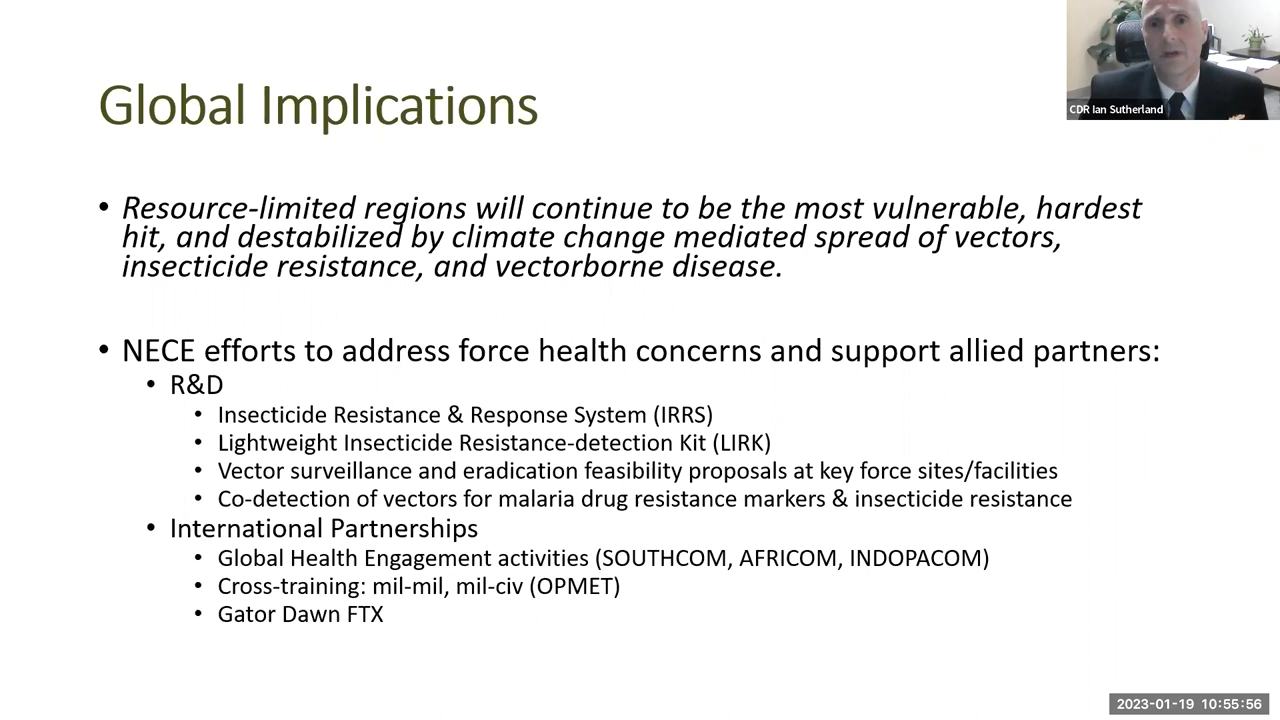 CDR Ian Sutherland
Global Implications
• Resource-limited regions will continue to be the most vulnerable, hardest
hit, and destabilized by climate change mediated spread of vectors,
insecticide resistance, and vectorborne disease.
• NECE efforts to address force health concerns and support allied partners:
• R&D
• Insecticide Resistance & Response System (IRRS)
• Lightweight Insecticide Resistance-detection Kit (LIRK)
• Vector surveillance and eradication feasibility proposals at key force sites/facilities
• Co-detection of vectors for malaria drug resistance markers & insecticide resistance
• International Partnerships
• Global Health Engagement activities (SOUTHCOM, AFRICOM, INDOPACOM)
• Cross-training: mil-mil, mil-civ (OPMET)
• Gator Dawn FTX
2023-01-19 10:55:56